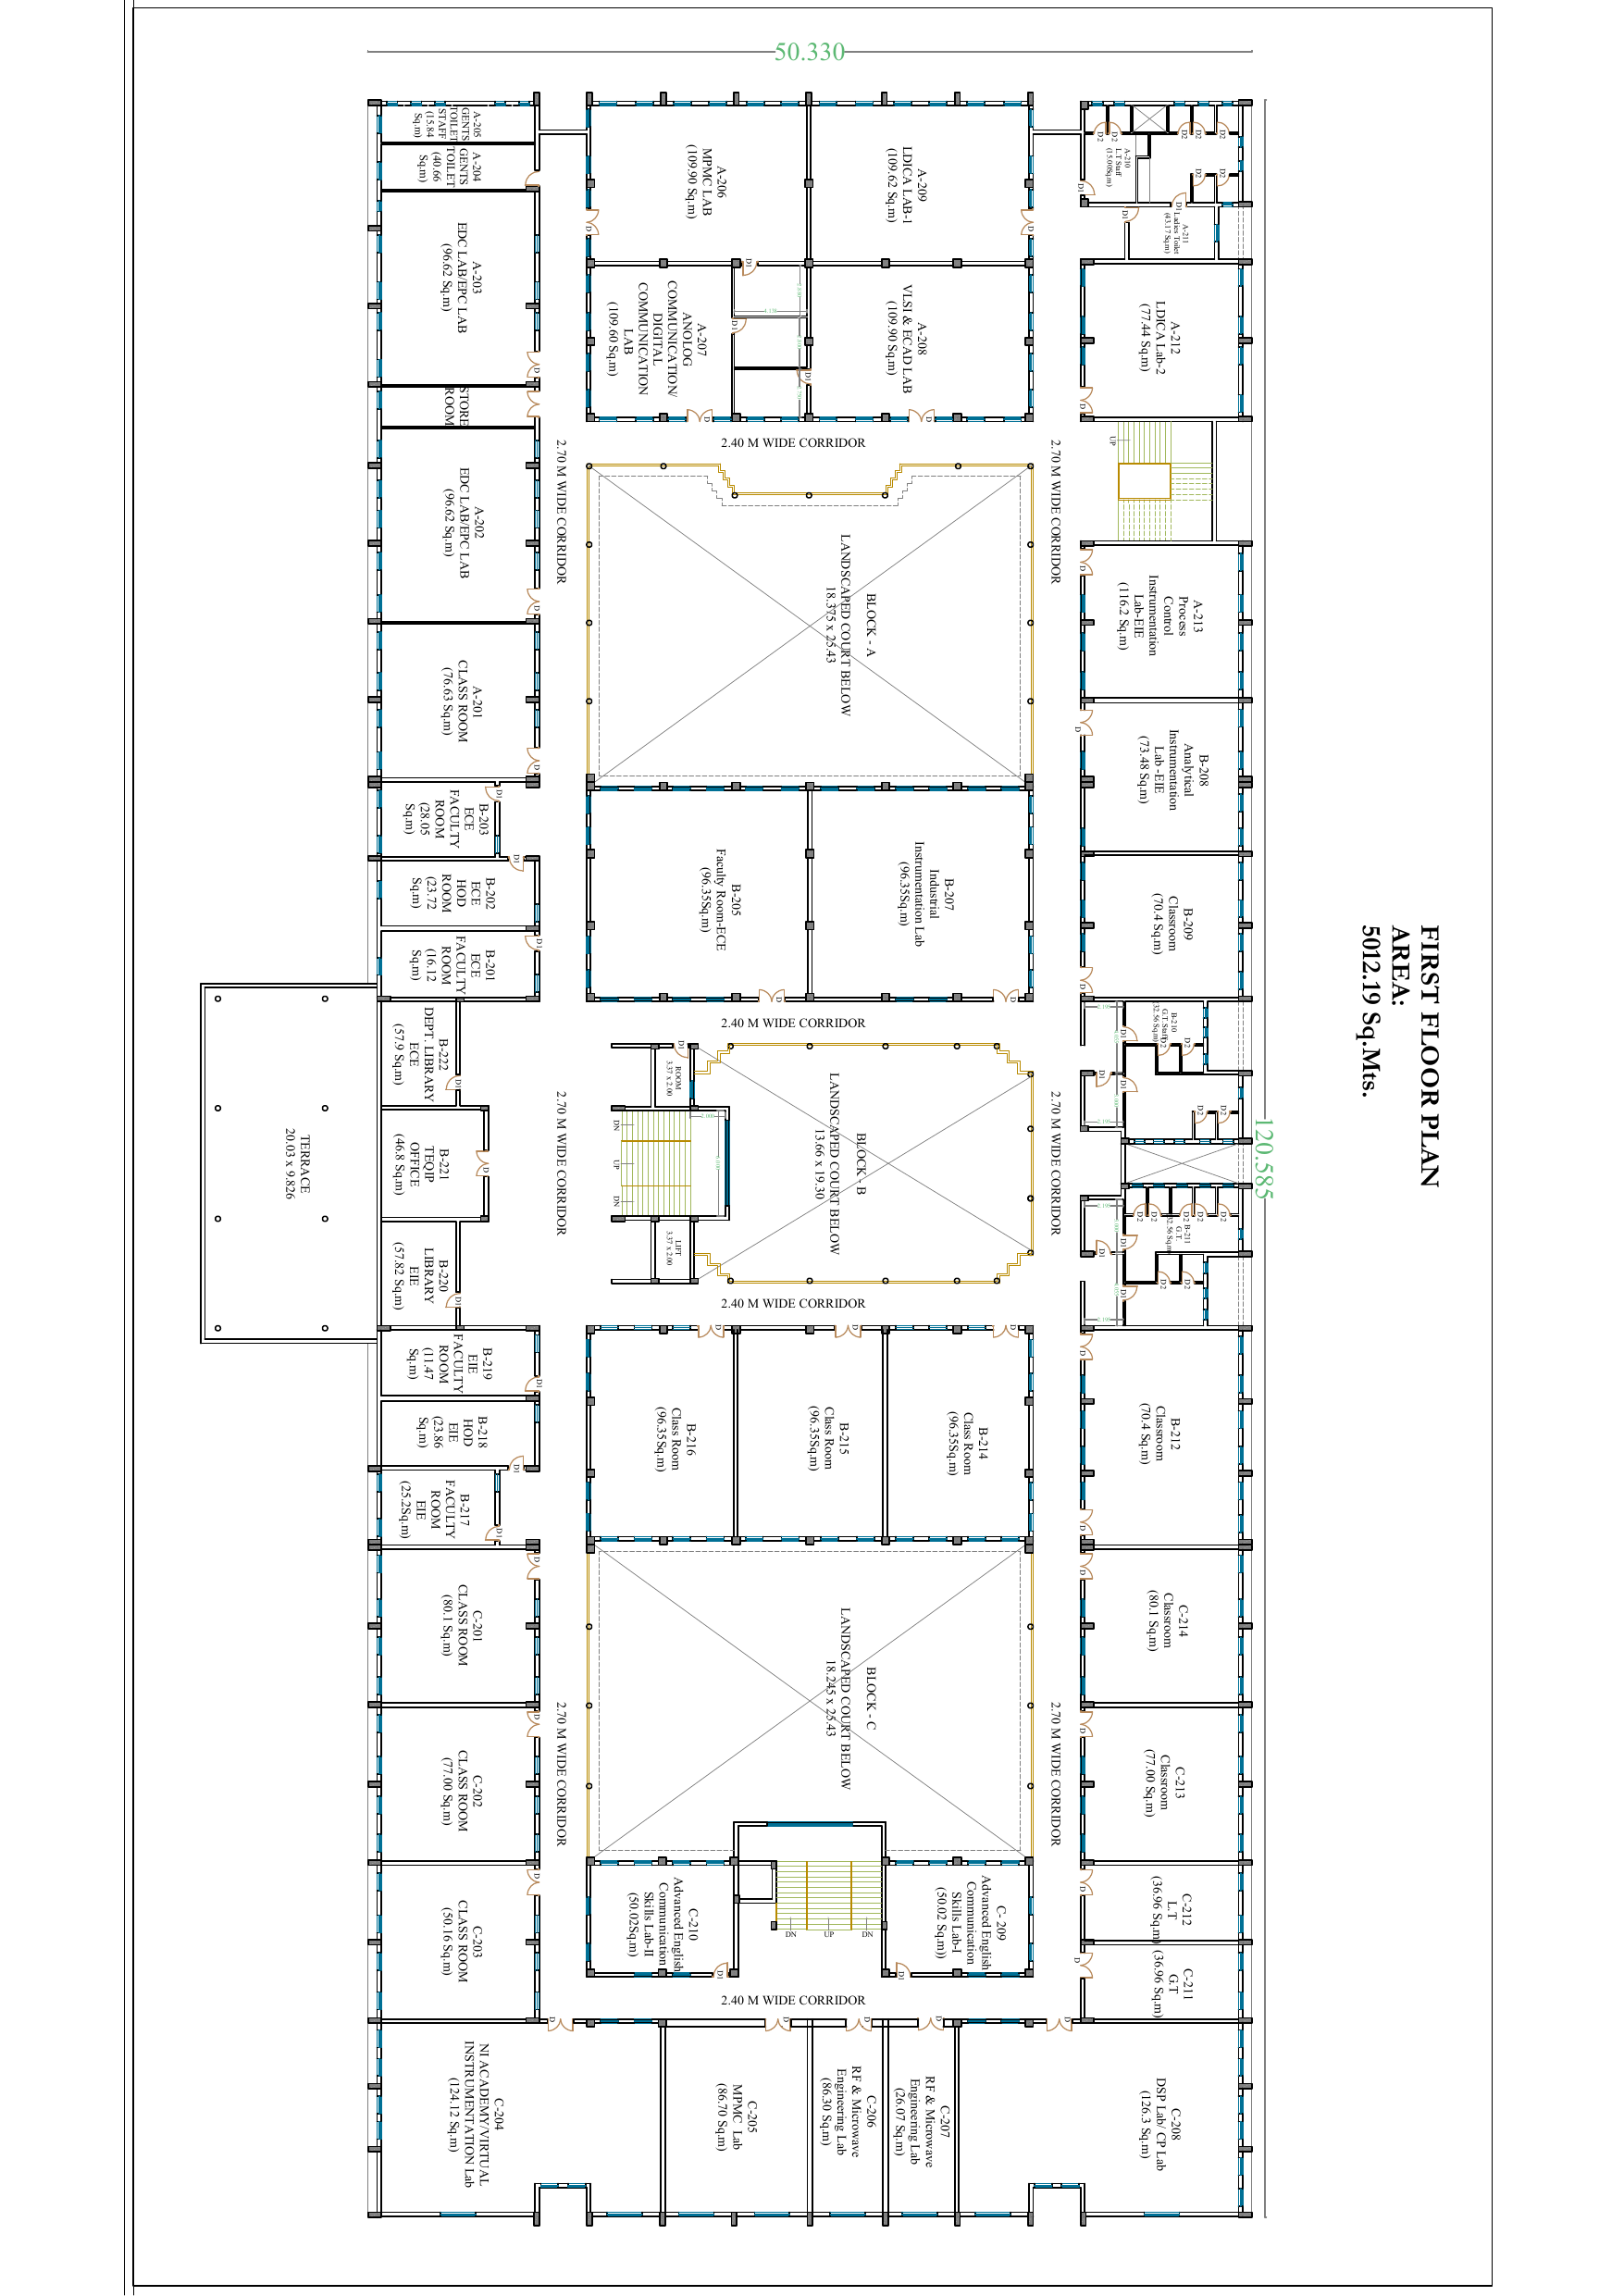 50.330
FIRST FLOOR PLAN
AREA:
5012.19 Sq.Mts.
120.585
A-205
GENTS
TOILET
STAFF
(15.84
Sq.m)
A-204
GENTS
TOILET
(40.66
Sq.m)
A-203
EDC LAB/EPC LAB
(96.62 Sq.m)
STORE
ROOM
A-202
EDC LAB/EPC LAB
(96.62 Sq.m)
A-201
CLASS ROOM
(76.63 Sq.m)
A-206
MPMC LAB
(109.90 Sq.m)
A-209
LDICA LAB-1
(109.62 Sq.m)
A-207
ANOLOG
COMMUNICATION/
DIGITAL
COMMUNICATION
LAB
(109.60 Sq.m)
A-208
VLSI & ECAD LAB
(109.90 Sq.m)
A-210
L.T Staff
(15.00Sq.m)
A-211
Ladies Toilet
(43.17 Sq.m)
A-212
LDICA Lab-2
(77.44 Sq.m)
UP
2.40 M WIDE CORRIDOR
2.70 M WIDE CORRIDOR
2.70 M WIDE CORRIDOR
BLOCK - A
LANDSCAPED COURT BELOW
18.375 x 25.43
A-213
Process
Control
Instrumentation
Lab-EIE
(116.2 Sq.m)
B-208
Analytical
Instrumentation
Lab -EIE
(73.48 Sq.m)
B-209
Classroom
(70.4 Sq.m)
B-203
ECE
FACULTY
ROOM
(28.05
Sq.m)
B-202
ECE
HOD
ROOM
(23.72
Sq.m)
B-201
ECE
FACULTY
ROOM
(16.12
Sq.m)
B-205
Faculty Room-ECE
(96.35Sq.m)
B-207
Industrial
Instrumentation Lab
(96.35Sq.m)
2.40 M WIDE CORRIDOR
B-222
DEPT. LIBRARY
ECE
(57.9 Sq.m)
B-221
TEQIP
OFFICE
(46.8 Sq.m)
B-220
LIBRARY
EIE
(57.82 Sq.m)
TERRACE
20.03 x 9.826
2.70 M WIDE CORRIDOR
ROOM
3.37 x 2.00
DN
UP
DN
LIFT
3.37 x 2.00
BLOCK - B
LANDSCAPED COURT BELOW
13.66 x 19.30
2.70 M WIDE CORRIDOR
B-210
G.T.Staff
(32.56 Sq.m)
B-211
G.T.
2.40 M WIDE CORRIDOR
B-219
EIE
FACULTY
ROOM
(11.47
Sq.m)
B-218
HOD
EIE
(23.86
Sq.m)
B-217
FACULTY
ROOM
EIE
(25.2Sq.m)
B-216
Class Room
(96.35Sq.m)
B-215
Class Room
(96.35Sq.m)
B-214
Class Room
(96.35Sq.m)
B-212
Classroom
(70.4 Sq.m)
C-201
CLASS ROOM
(80.1 Sq.m)
C-202
CLASS ROOM
(77.00 Sq.m)
C-203
CLASS ROOM
(50.16 Sq.m)
2.70 M WIDE CORRIDOR
BLOCK - C
LANDSCAPED COURT BELOW
18.245 x 25.43
2.70 M WIDE CORRIDOR
C-214
Classroom
(80.1 Sq.m)
C-213
Classroom
(77.00 Sq.m)
C-212
L.T
(36.96 Sq.m)
C-211
G.T
(36.96 Sq.m)
C-210
Advanced English
Communication
Skills Lab-II
(50.02Sq.m)
DN
UP
DN
C- 209
Advanced English
Communication
Skills Lab-I
(50.02 Sq.m))
2.40 M WIDE CORRIDOR
C-204
NI ACADEMY/VIRTUAL
INSTRUMENTATION Lab
(124.12 Sq.m)
C-205
MPMC Lab
(86.70 Sq.m)
C-206
RF & Microwave
Engineering Lab
(86.30 Sq.m)
C-207
RF & Microwave
Engineering Lab
(26.07 Sq.m)
C-208
DSP Lab/ CP Lab
(126.3 Sq.m)